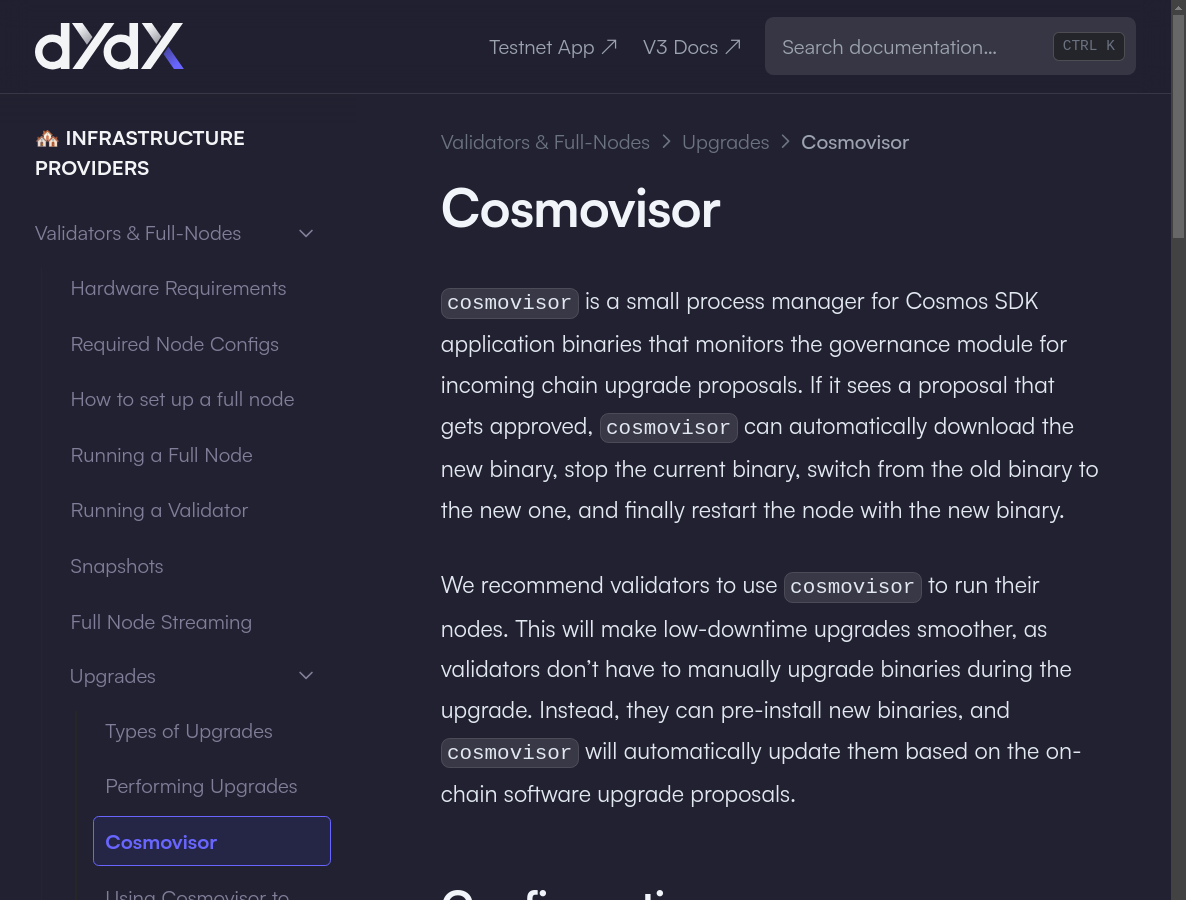 dYdX
Testnet App
V3 Docs
Search documentation...
CTRL K
INFRASTRUCTURE
PROVIDERS
Validators & Full-Nodes
Hardware Requirements
Required Node Configs
How to set up a full node
Running a Full Node
Running a Validator
Snapshots
Full Node Streaming
Upgrades
Types of Upgrades
Performing Upgrades
Cosmovisor
Using Cosmovisor to
Validators & Full-Nodes > Upgrades > Cosmovisor
Cosmovisor
cosmovisor is a small process manager for Cosmos SDK
application binaries that monitors the governance module for
incoming chain upgrade proposals. If it sees a proposal that
gets approved, cosmovisor can automatically download the
new binary, stop the current binary, switch from the old binary to
the new one, and finally restart the node with the new binary.
We recommend validators to use cosmovisor to run their
nodes. This will make low-downtime upgrades smoother, as
validators don’t have to manually upgrade binaries during the
upgrade. Instead, they can pre-install new binaries, and
cosmovisor will automatically update them based on the on-
chain software upgrade proposals.